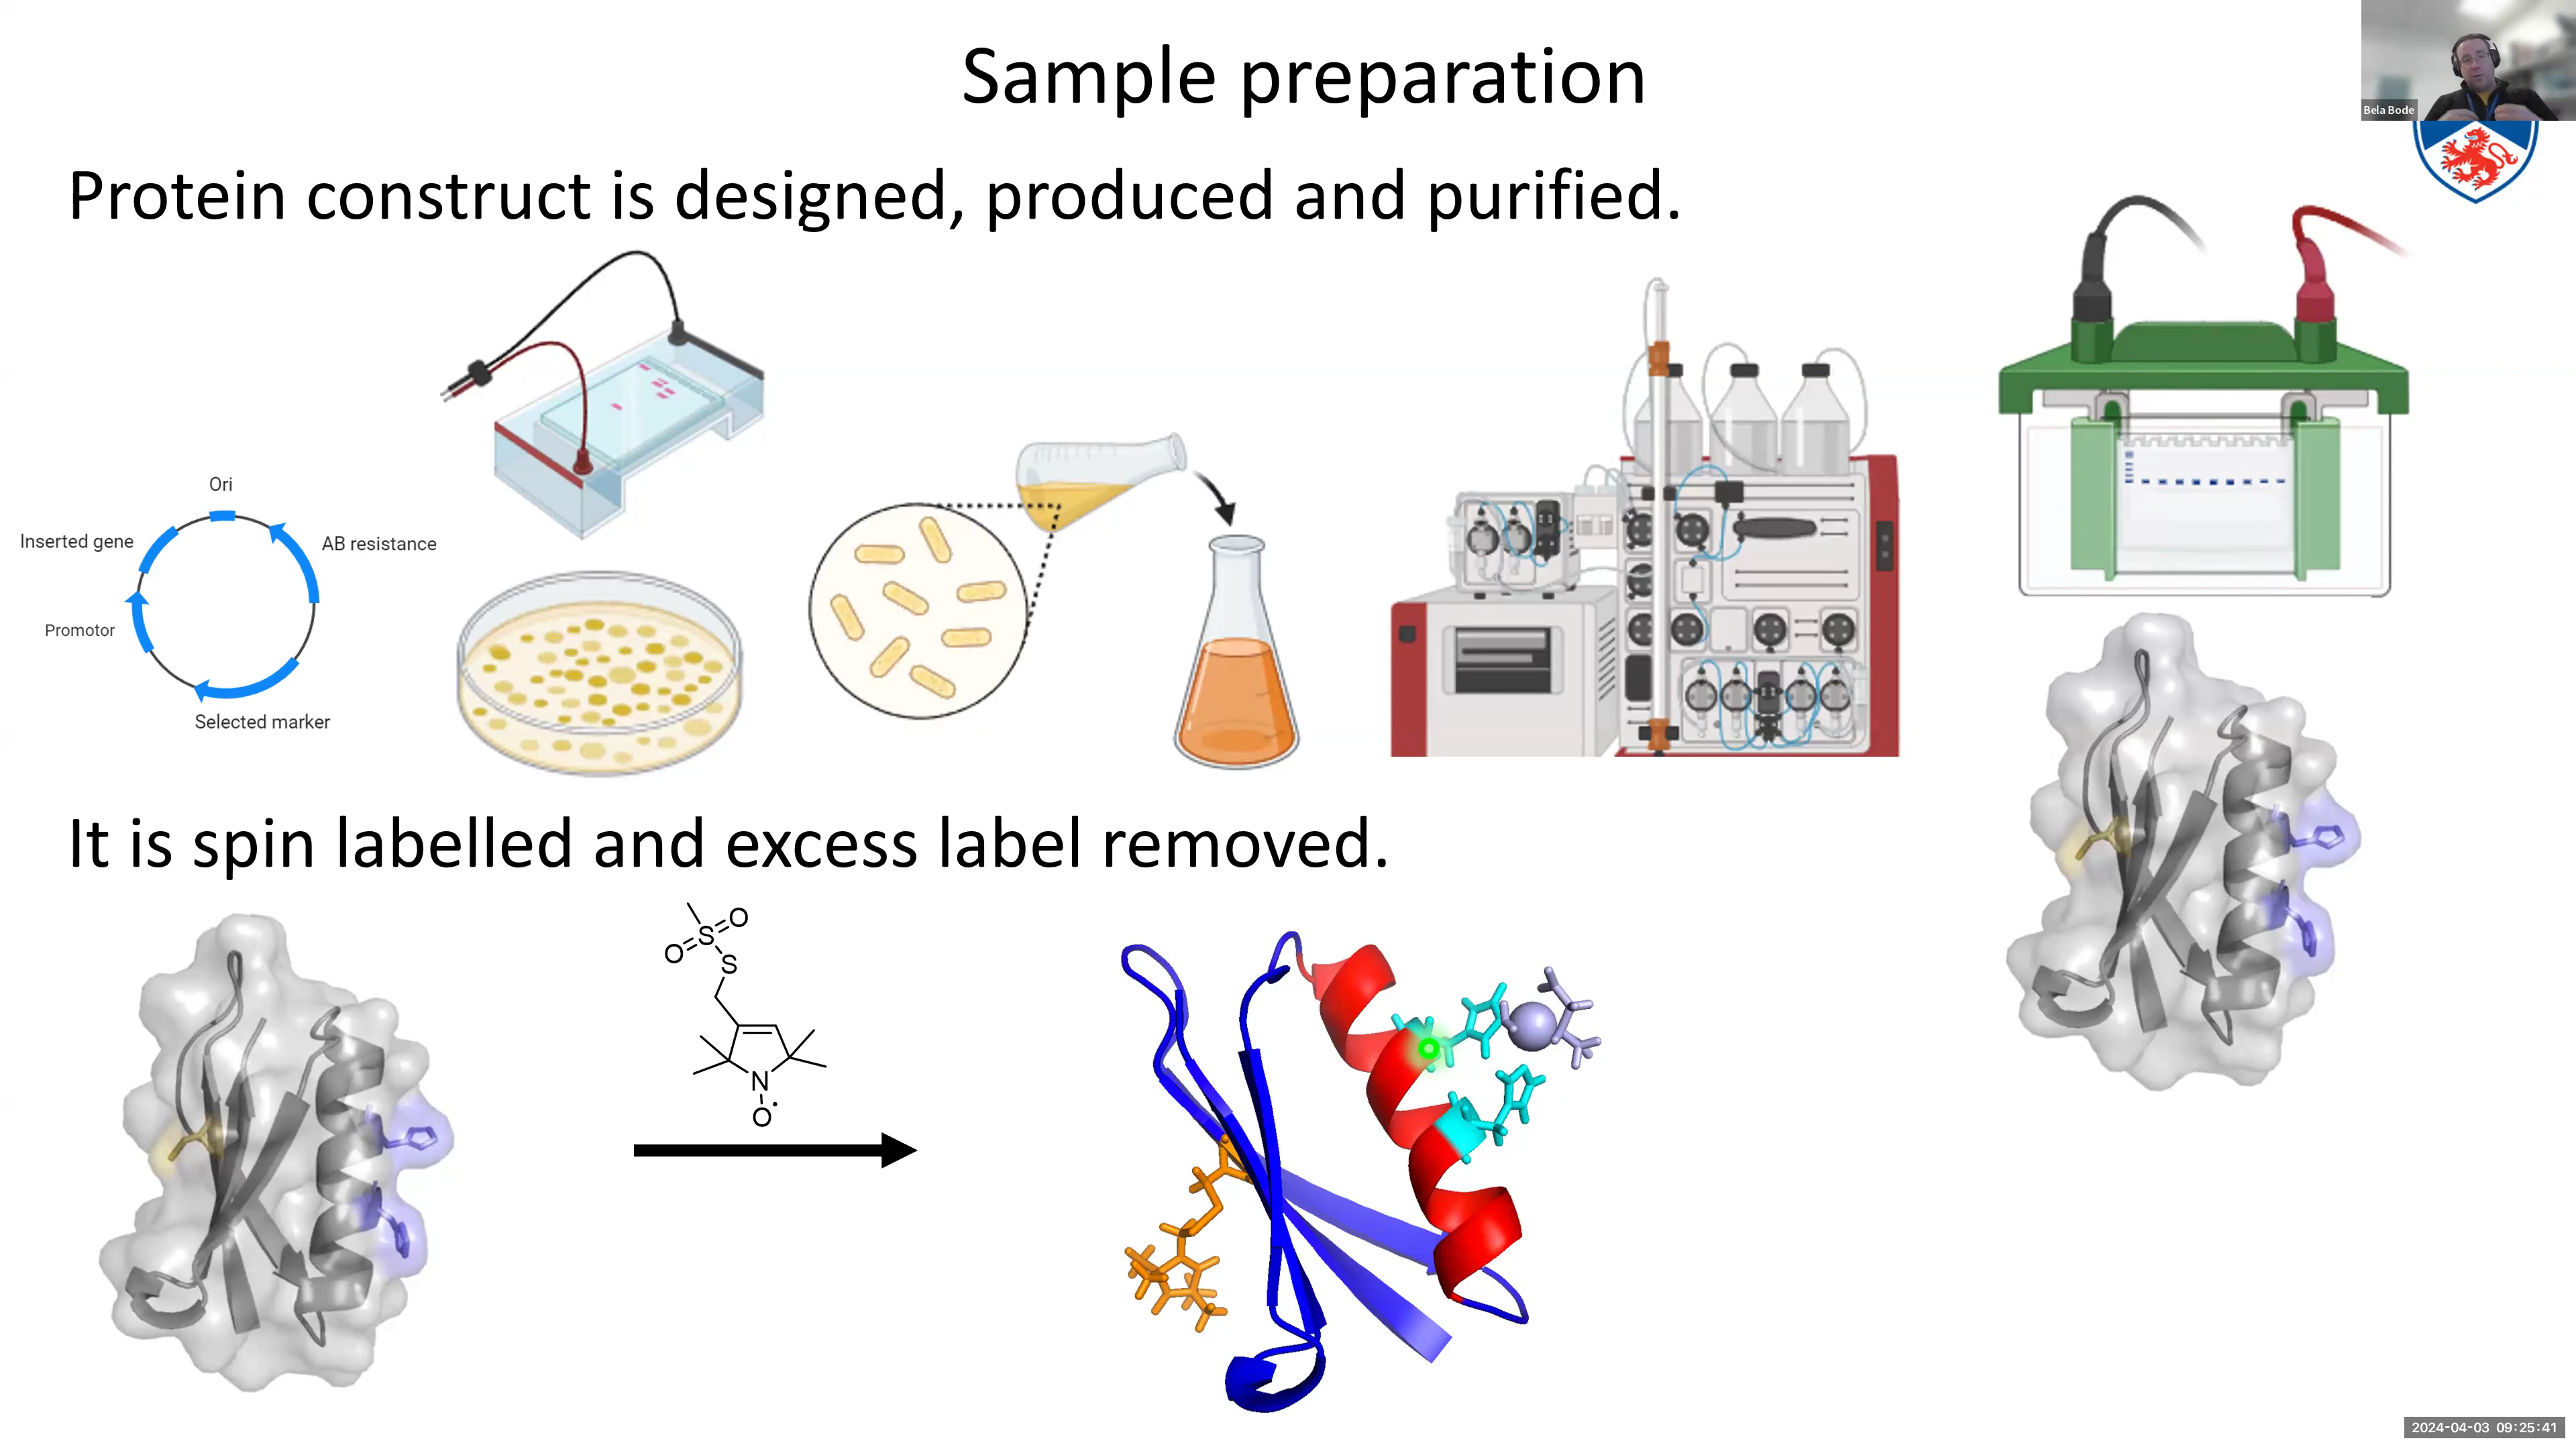 Sample preparation
Bela Bode
Protein construct is designed, produced and purified.
Ori
Inserted gene
AB resistance
Promotor
Selected marker
It is spin labelled and excess label removed.
O
S
O
S
N
O
2024-04-03 09:25:41